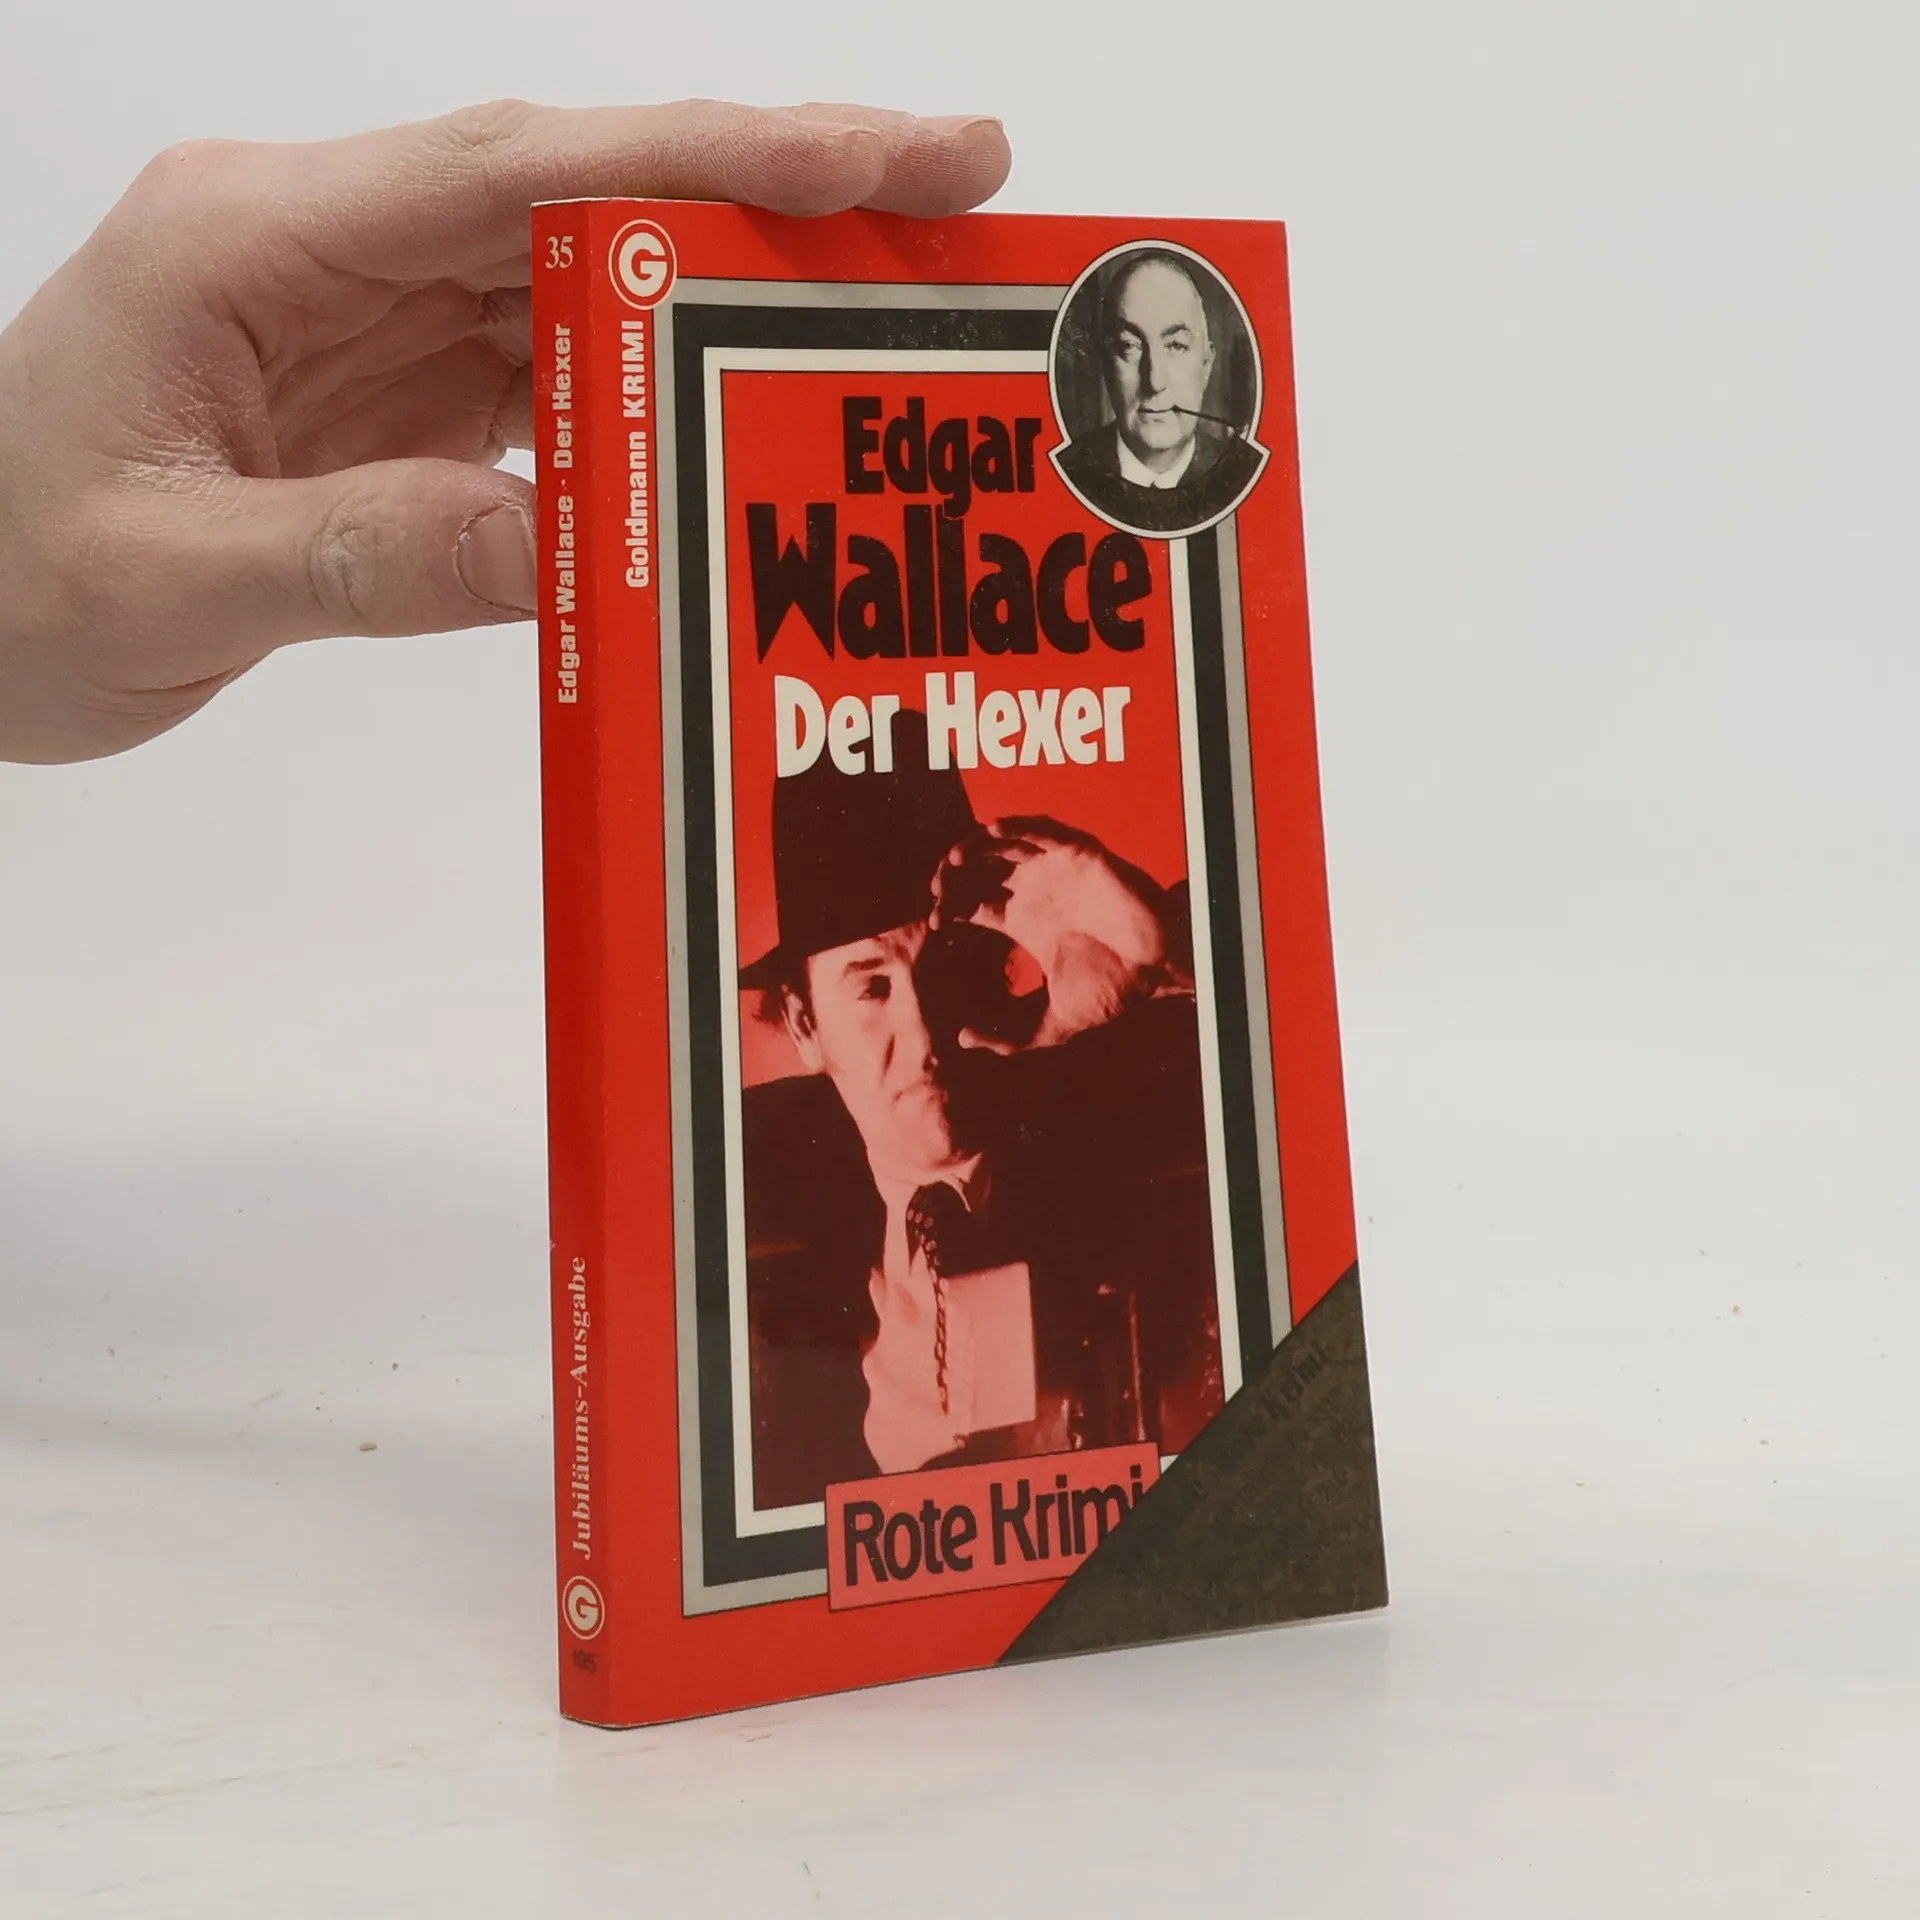 35
Edgar Wallace · Der Hexer
Jubiläums-Ausgabe
G
G
Goldmann KRIMI
Edgar
Wallace
Der Hexer
Rote Krimi